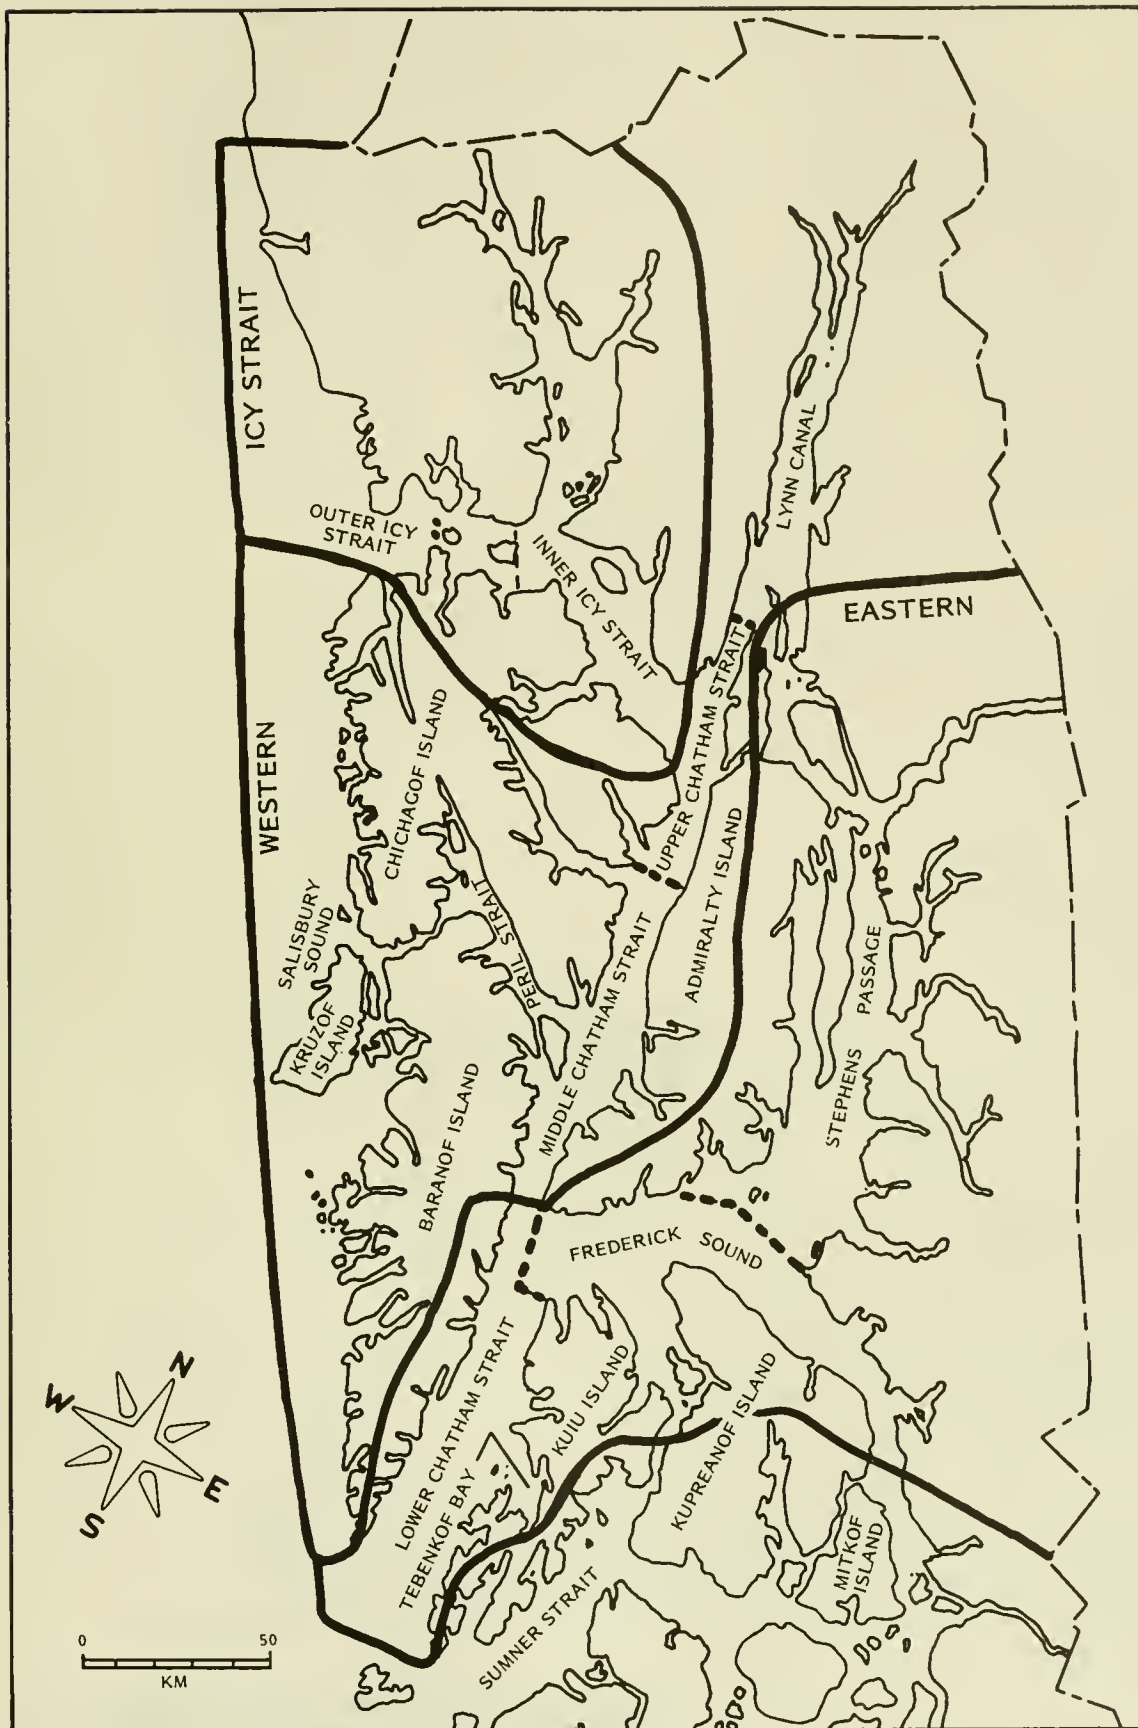 ICY STRAIT
OUTER ICY
STRAIT
INNER ICY STRAIT
LYNN CANAL
EASTERN
WESTERN
CHICHAGOF ISLAND
UPPER CHATHAM STRAIT
ADMIRALTY ISLAND
PERIL STRAIT
SALISBURY
SOUND
KRUZOF
ISLAND
MIDDLE CHATHAM STRAIT
STEPHENS PASSAGE
BARANOF ISLAND
FREDERICK SOUND
LOWER CHATHAM STRAIT
TEBENKOF BAY
KUIU ISLAND
KUPREANOF ISLAND
MITKOF
ISLAND
SUMNER STRAIT
N
W
E
S
0 50
KM